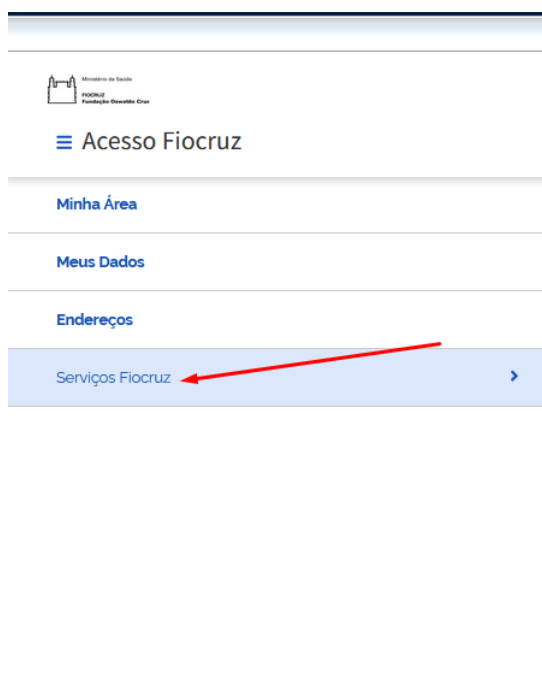 Ministério da Saúde
FIOCRUZ
Fundação Oswaldo Cruz
Acesso Fiocruz
Minha Área
Meus Dados
Endereços
Serviços Fiocruz